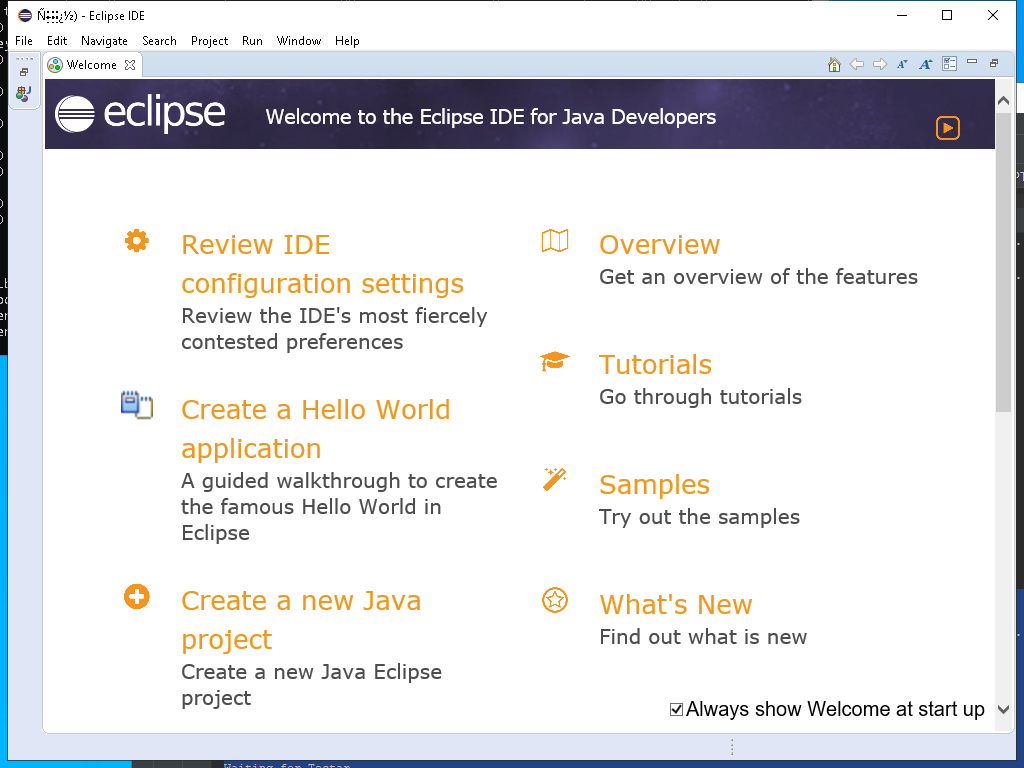 - Eclipse IDE
File Edit Navigate Search Project Run Window Help
Welcome
eclipse Welcome to the Eclipse IDE for Java Developers
Review IDE
configuration settings
Review the IDE's most fiercely
contested preferences
Create a Hello World
application
A guided walkthrough to create
the famous Hello World in
Eclipse
Create a new Java
project
Create a new Java Eclipse
project
Overview
Get an overview of the features
Tutorials
Go through tutorials
Samples
Try out the samples
What's New
Find out what is new
Always show Welcome at start up